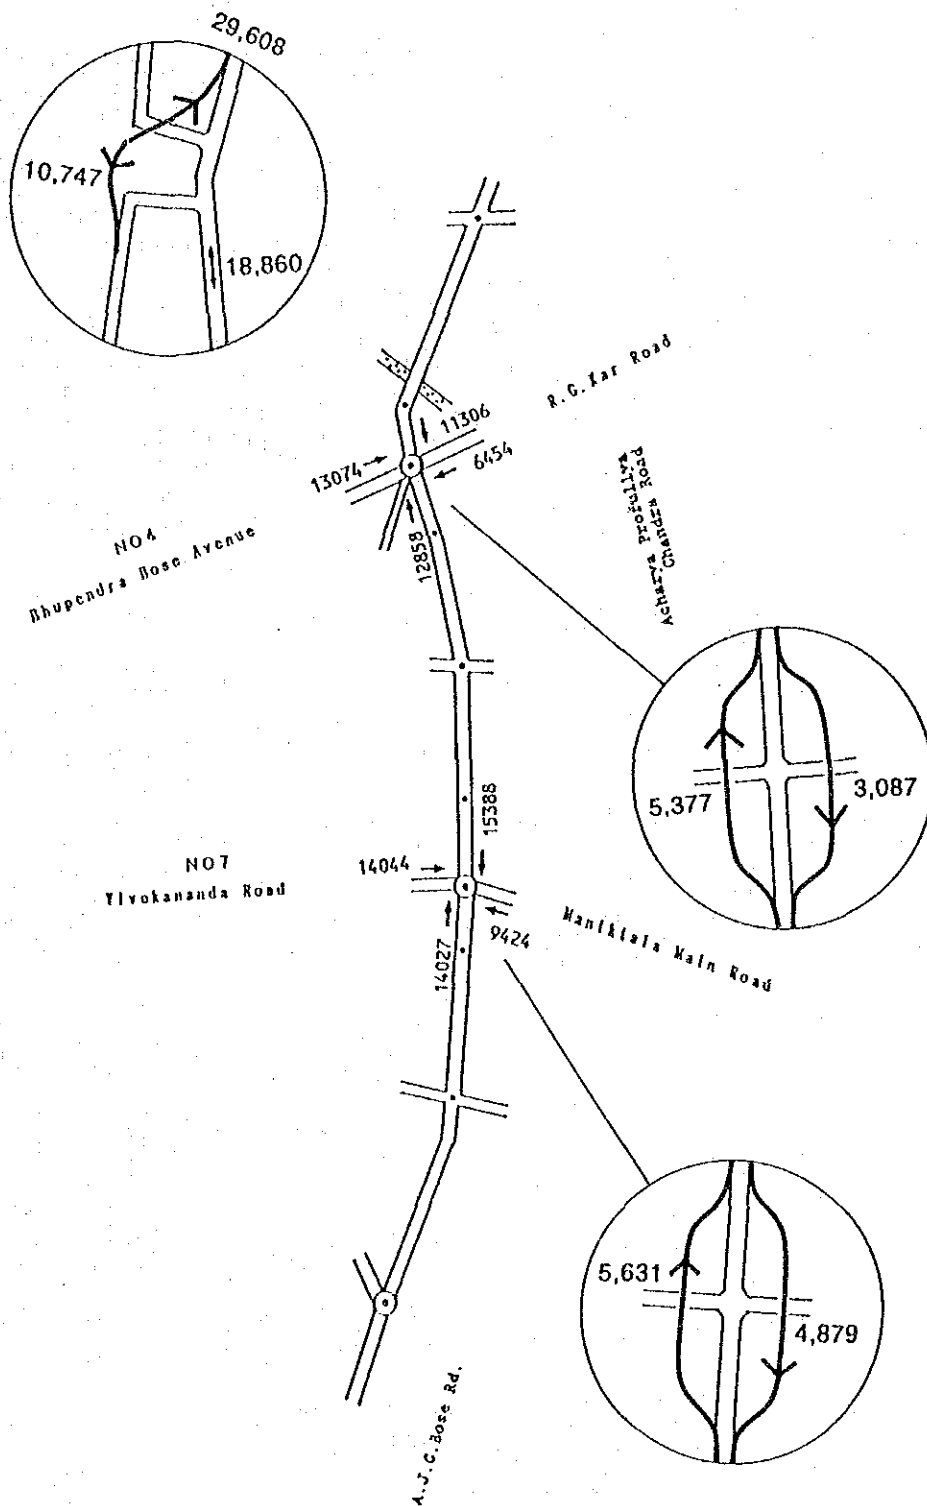 29,608
10,747
18,860
R.G.Kar Road
11306
13074
6454
Acharya Profullya
Chandra Road
NO4
Bhupendra Bose Avenue
12858
5,377
3,087
15388
NO7
Vivokananda Road
14044
9424
14027
Maniktala Main Road
5,631
4,879
A.J.C.Bose Rd.